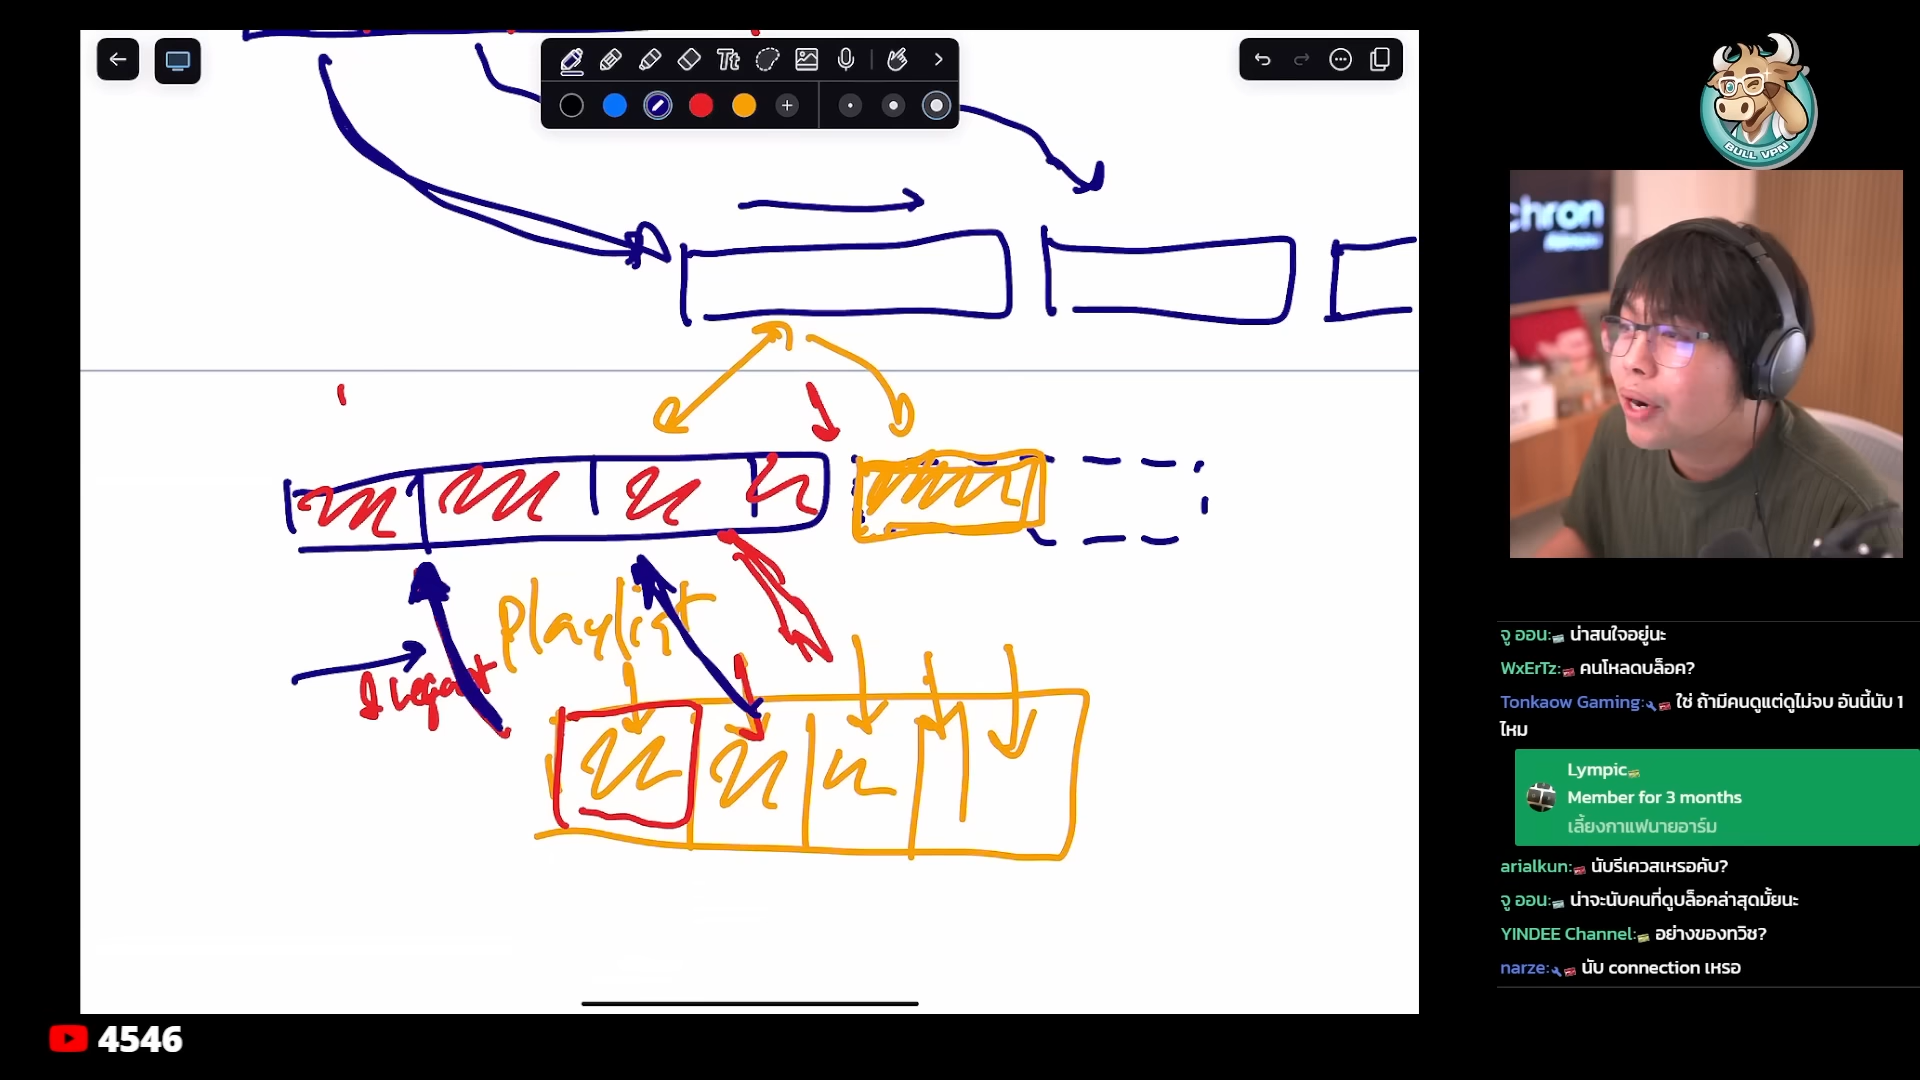 Tt
BULL VPN
chron
Playlist
จู ออน: น่าสนใจอยู่นะ
WxErTz: คนโหลดบล็อค?
Tonkaow Gaming: ใช่ ถ้ามีคนดูแต่ดูไม่จบ อันนี้นับ 1
ไหม
Lympic
Member for 3 months
เลี้ยงกาแฟนายอาร์ม
arialkun: นับรีเควสเหรอคับ?
จู ออน: น่าจะนับคนที่ดูบล็อคล่าสุดมั้ยนะ
YINDEE Channel: อย่างของทวิช?
narze: นับ connection เหรอ
4546